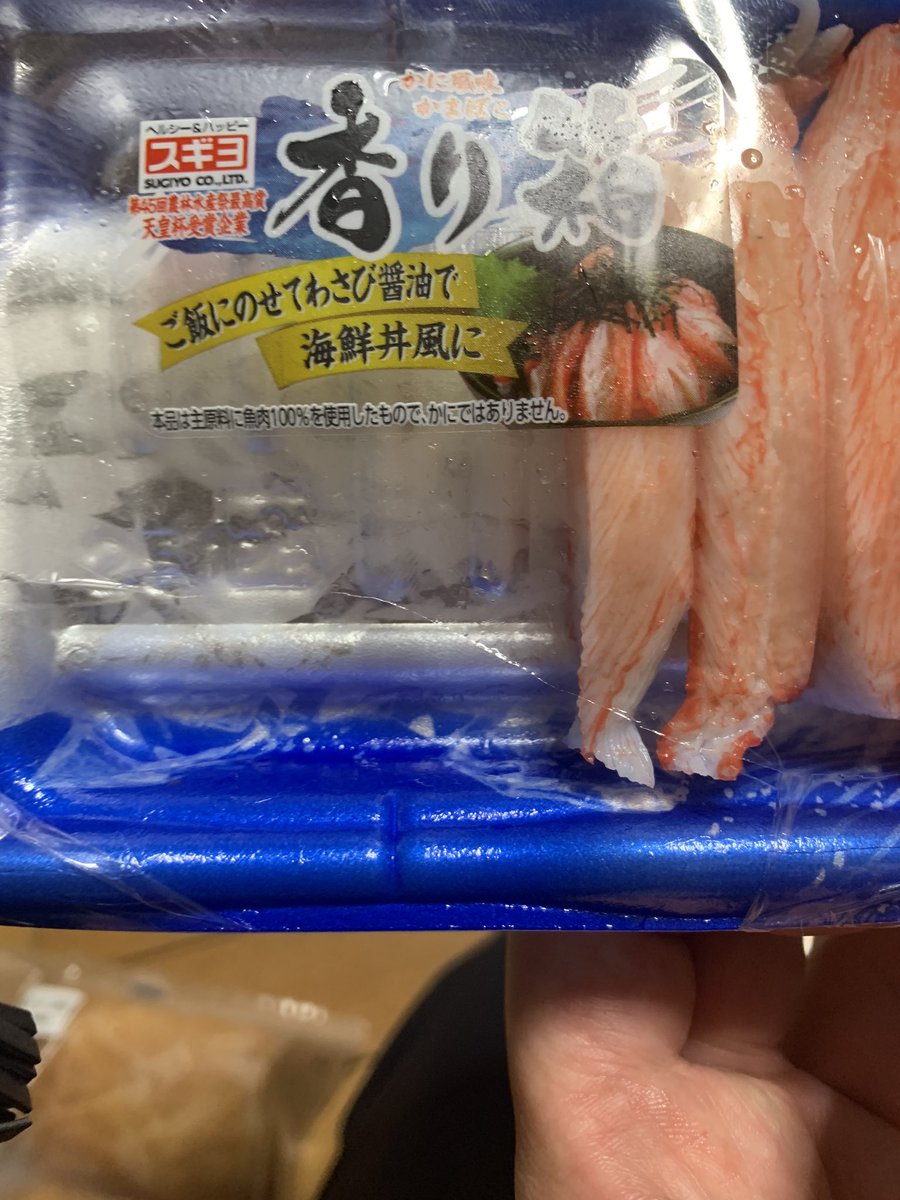 かに風味
かまぼこ
香り箱
ヘルシー&ハッピー
スギヨ
SUGIYO CO.,LTD.
第45回農林水産祭最高賞
天皇杯受賞企業
ご飯にのせてわさび醤油で
海鮮丼風に
本品は主原料に魚肉100%を使用したもので、かにではありません。